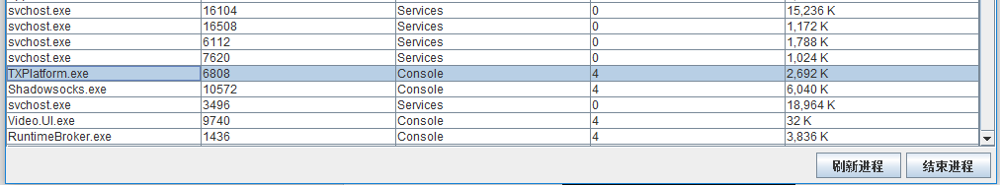 svchost.exe 16104 Services 0 15,236 K
svchost.exe 16508 Services 0 1,172 K
svchost.exe 6112 Services 0 1,788 K
svchost.exe 7620 Services 0 1,024 K
TXPlatform.exe 6808 Console 4 2,692 K
Shadowsocks.exe 10572 Console 4 6,040 K
svchost.exe 3496 Services 0 18,964 K
Video.UI.exe 9740 Console 4 32 K
RuntimeBroker.exe 1436 Console 4 3,836 K
刷新进程 结束进程